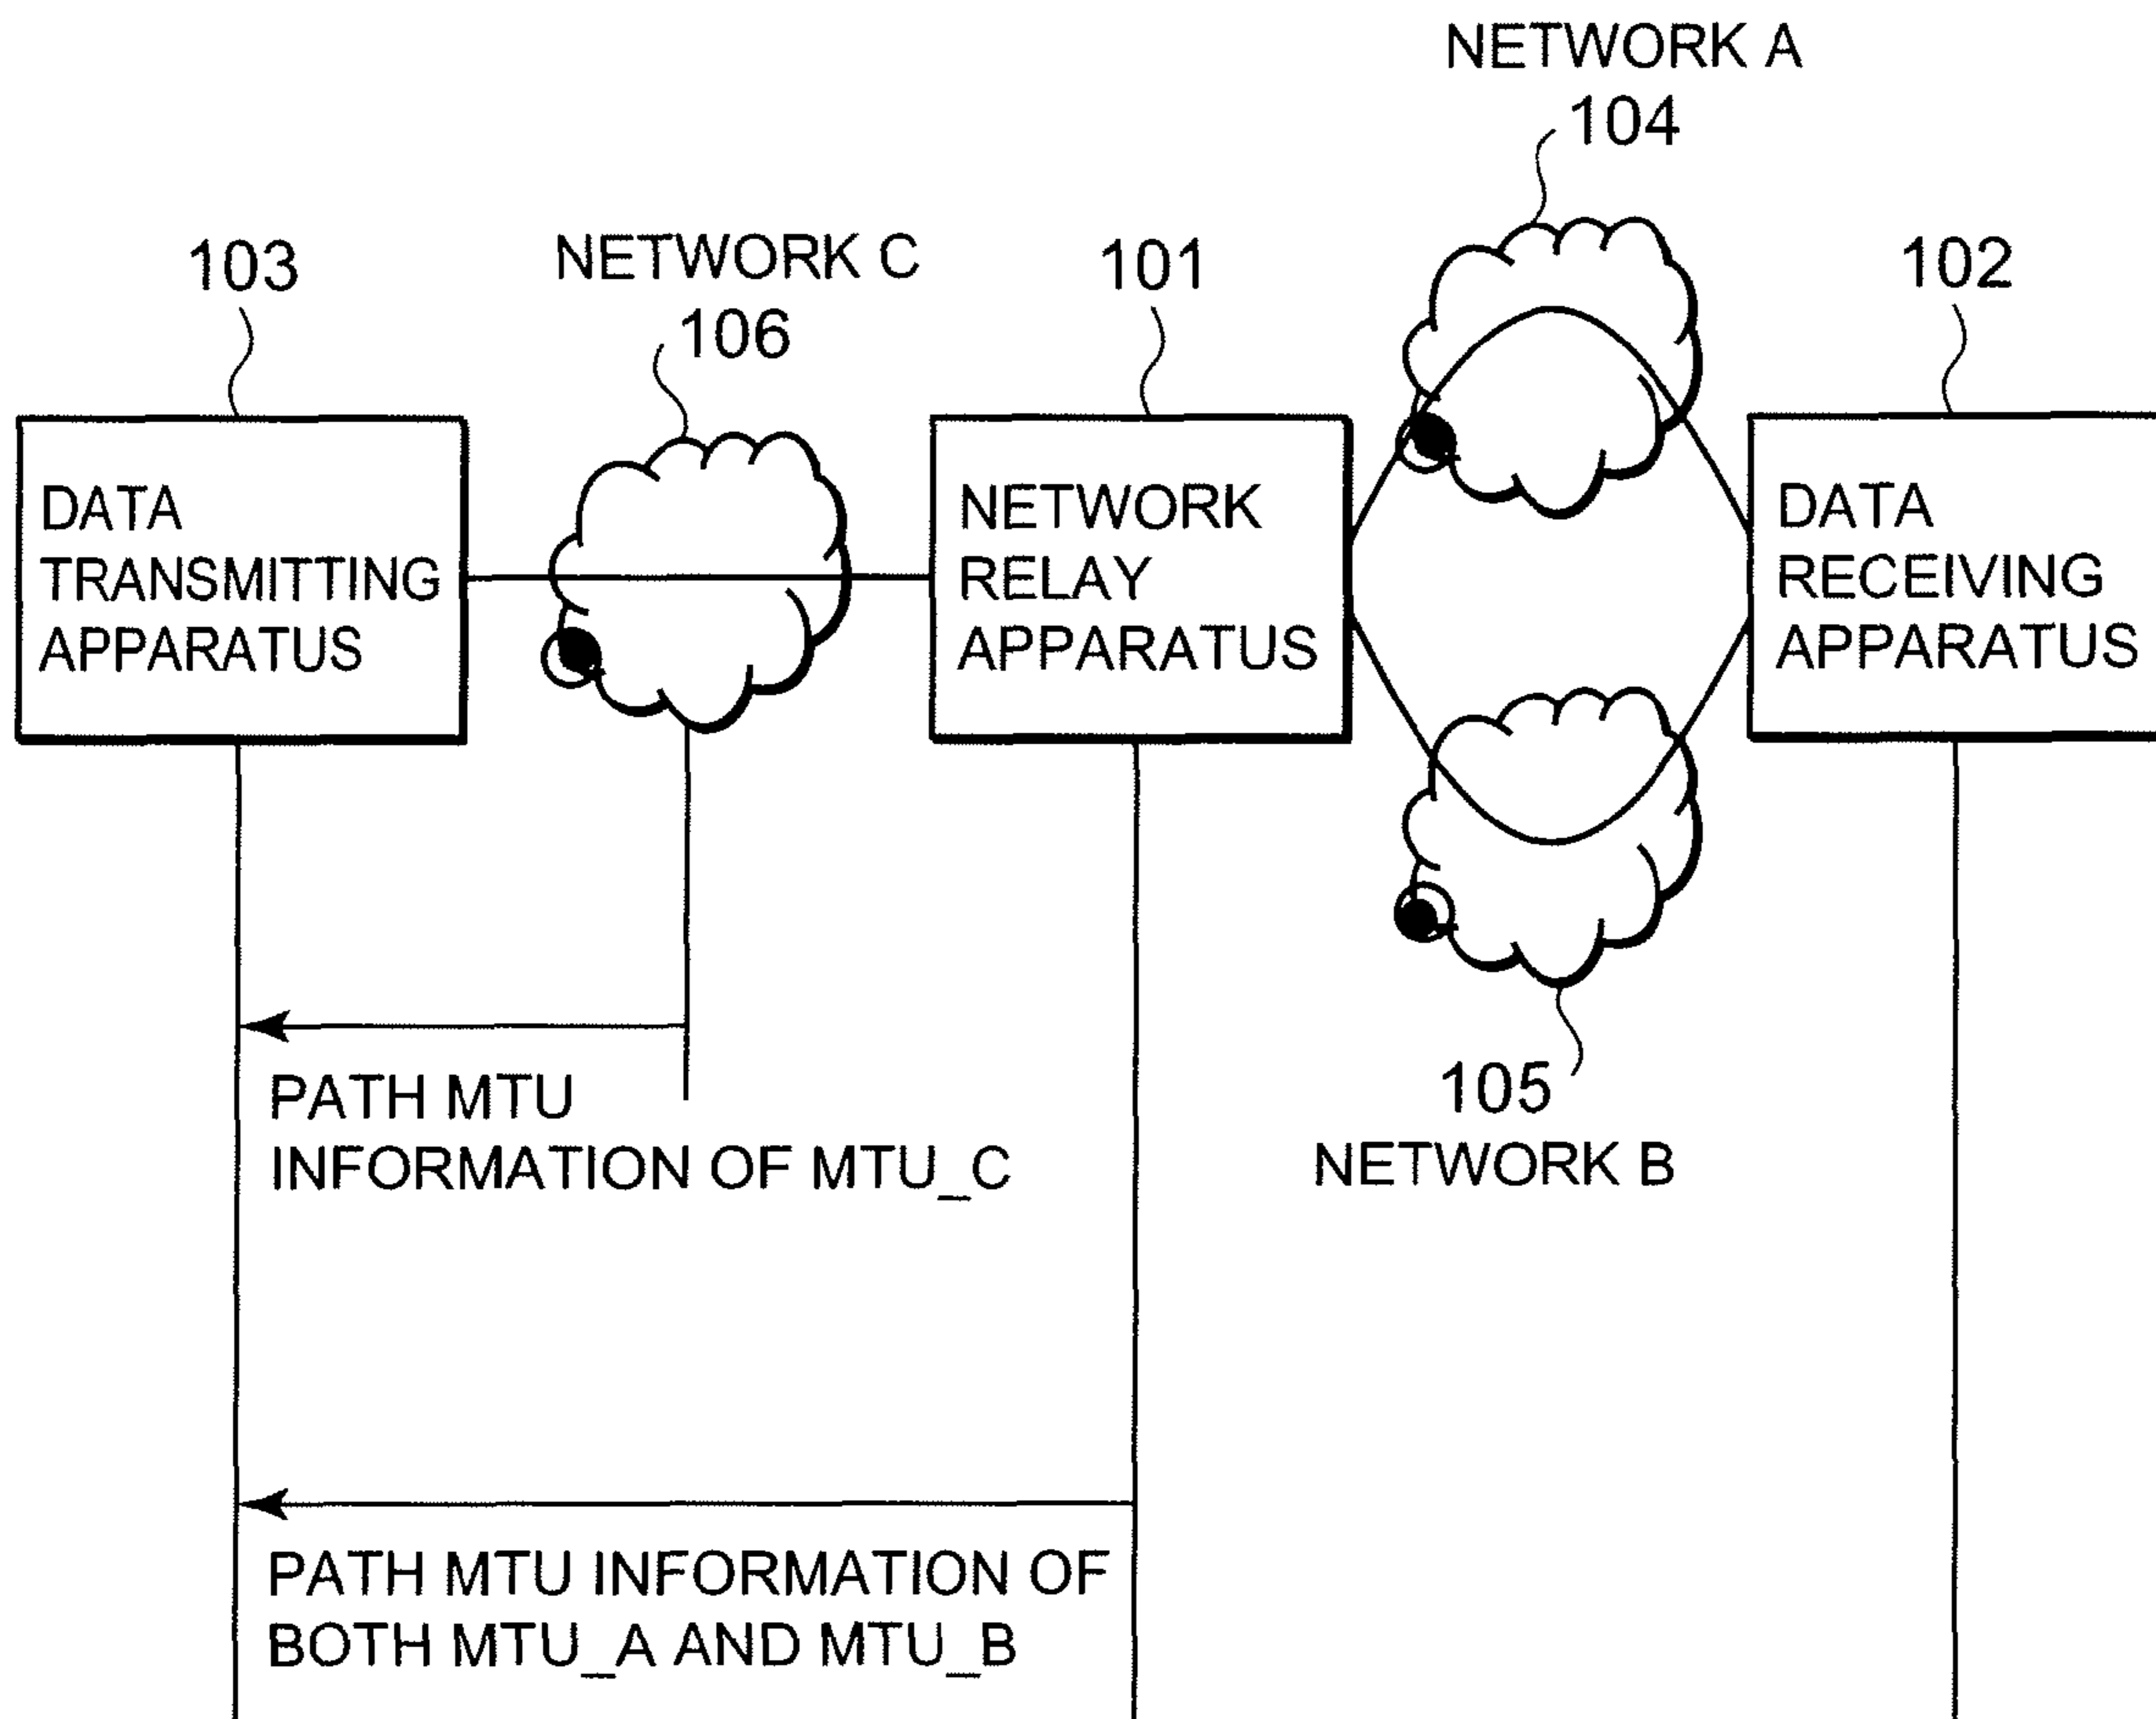 NETWORK A
104
103
NETWORK C
106
101
102
DATA
TRANSMITTING
APPARATUS
NETWORK
RELAY
APPARATUS
DATA
RECEIVING
APPARATUS
PATH MTU
INFORMATION OF MTU_C
105
NETWORK B
PATH MTU INFORMATION OF
BOTH MTU_A AND MTU_B